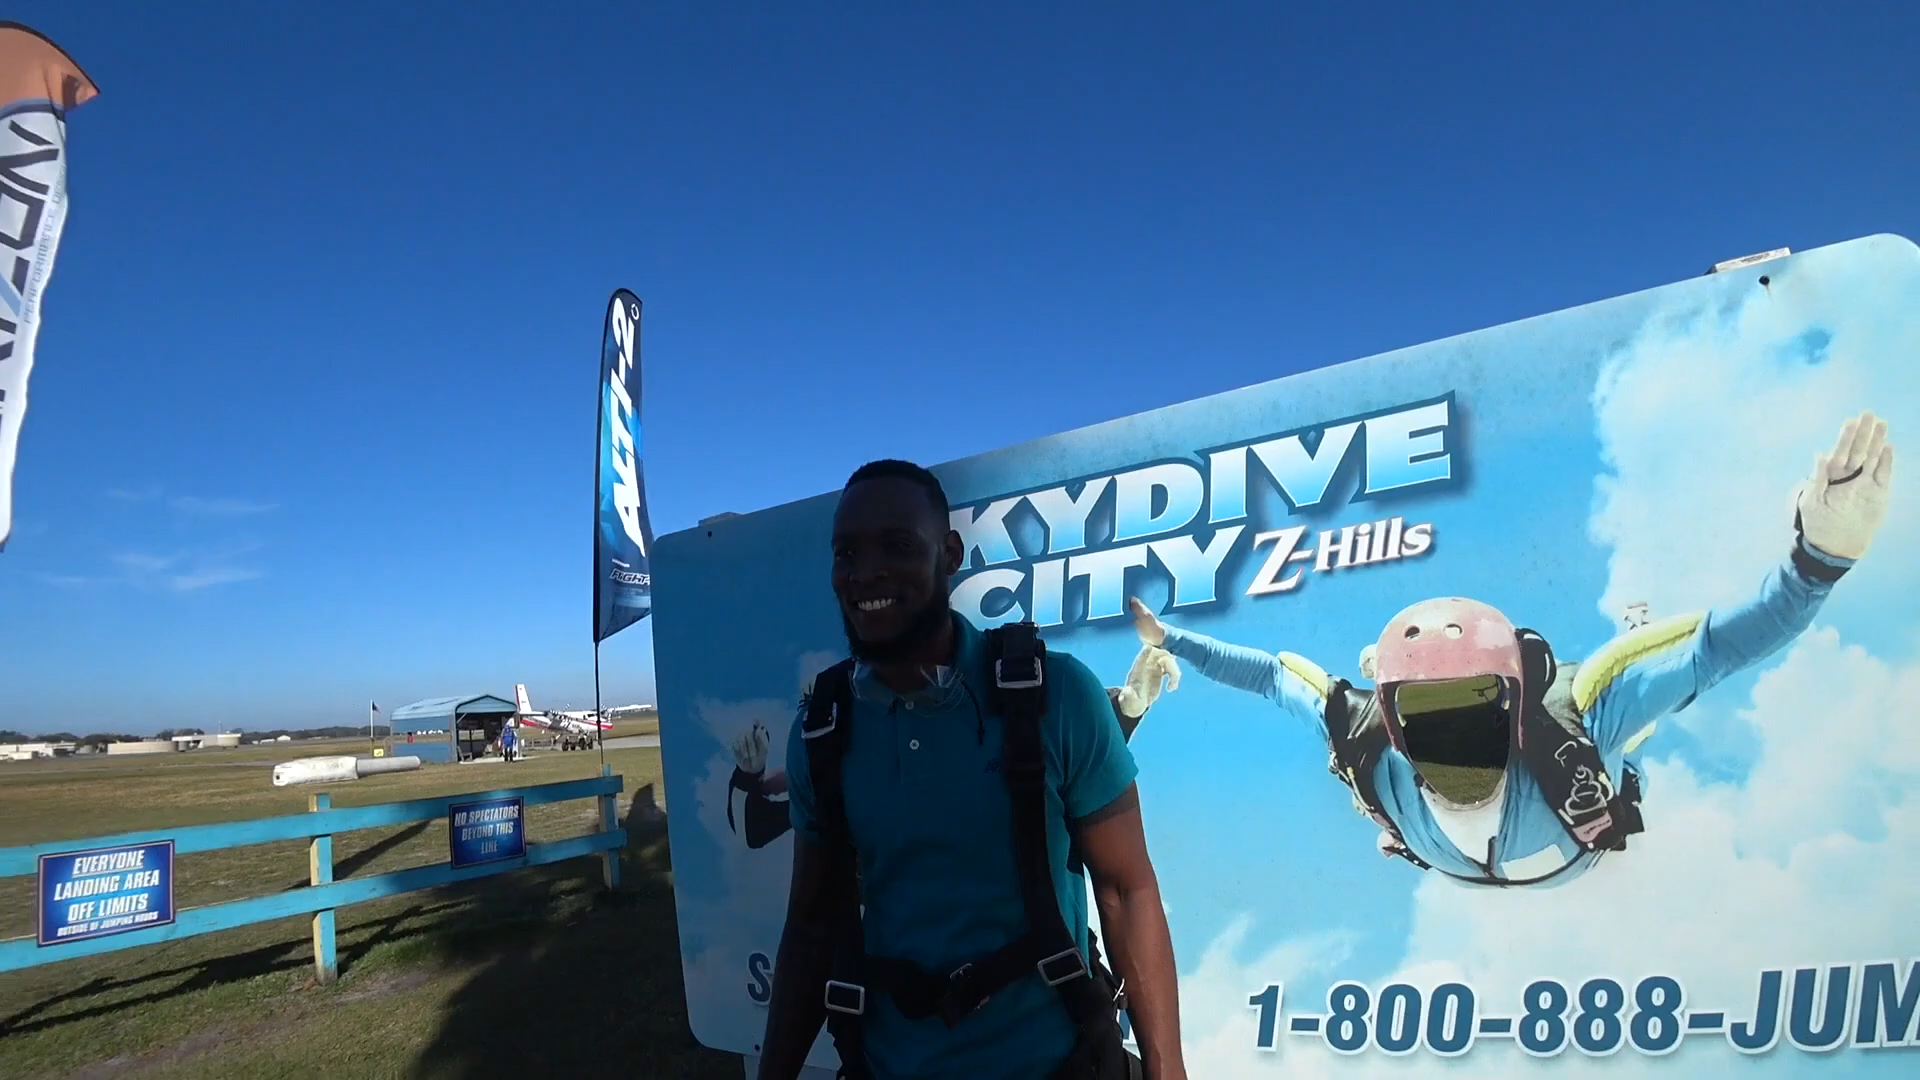 ALTI-2
KYDIVE
CITY Z-Hills
NO SPECTATORS
BEYOND THIS
LINE
EVERYONE
LANDING AREA
OFF LIMITS
OUTSIDE OF JUMPING HOURS
S
1-800-888-JUM